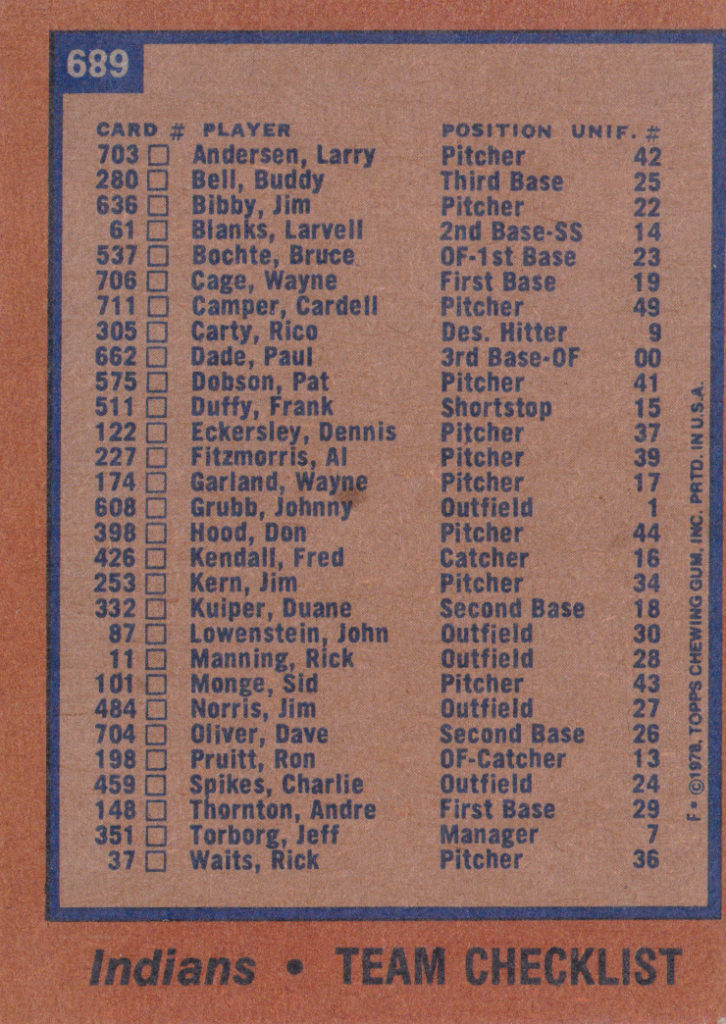 689
CARD # PLAYER POSITION UNIF. #
703 □ Andersen, Larry Pitcher 42
280 □ Bell, Buddy Third Base 25
636 □ Bibby, Jim Pitcher 22
61 □ Blanks, Larvell 2nd Base-SS 14
537 □ Bochte, Bruce OF-1st Base 23
706 □ Cage, Wayne First Base 19
711 □ Camper, Cardell Pitcher 49
305 □ Carty, Rico Des. Hitter 9
662 □ Dade, Paul 3rd Base-OF 00
575 □ Dobson, Pat Pitcher 41
511 □ Duffy, Frank Shortstop 15
122 □ Eckersley, Dennis Pitcher 37
227 □ Fitzmorris, Al Pitcher 39
174 □ Garland, Wayne Pitcher 17
608 □ Grubb, Johnny Outfield 1
398 □ Hood, Don Pitcher 44
426 □ Kendall, Fred Catcher 16
253 □ Kern, Jim Pitcher 34
332 □ Kuiper, Duane Second Base 18
87 □ Lowenstein, John Outfield 30
11 □ Manning, Rick Outfield 28
101 □ Monge, Sid Pitcher 43
484 □ Norris, Jim Outfield 27
704 □ Oliver, Dave Second Base 26
198 □ Pruitt, Ron OF-Catcher 13
459 □ Spikes, Charlie Outfield 24
148 □ Thornton, Andre First Base 29
351 □ Torborg, Jeff Manager 7
37 □ Waits, Rick Pitcher 36
F* ©1978, TOPPS CHEWING GUM, INC. PRTD. IN U.S.A.
Indians • TEAM CHECKLIST